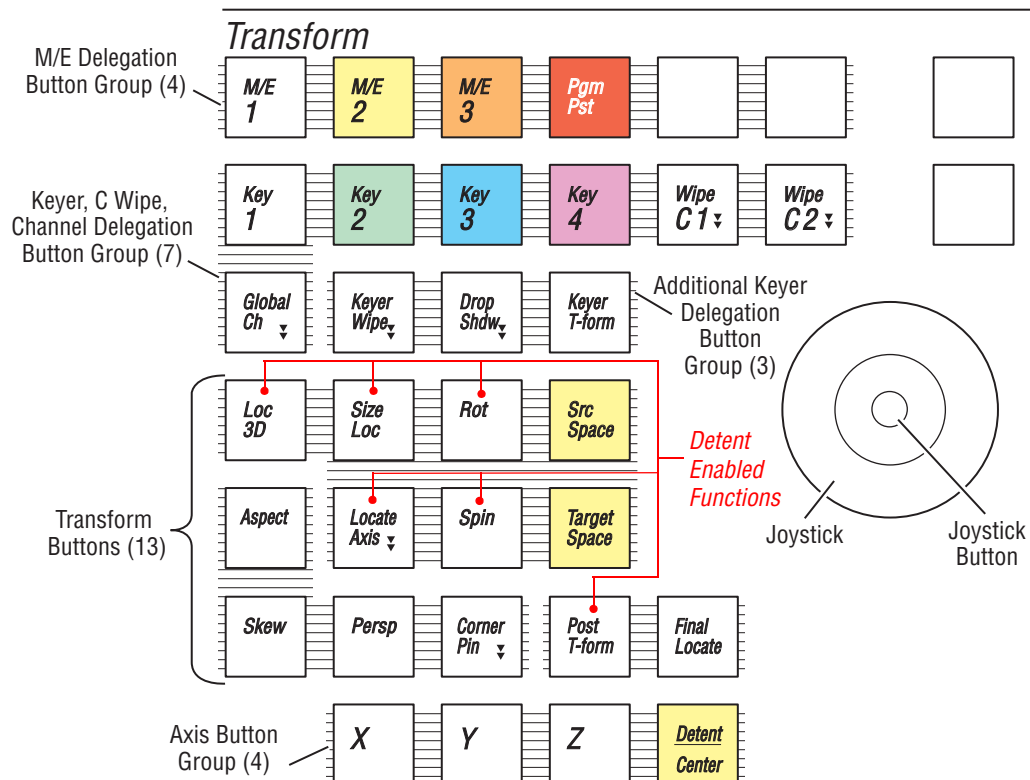 Transform
M/E Delegation
Button Group (4)
M/E
1
M/E
2
M/E
3
Pgm
Pst
Keyer, C Wipe,
Channel Delegation
Button Group (7)
Key
1
Key
2
Key
3
Key
4
Wipe
C1
Wipe
C2
Global
Ch
Keyer
Wipe
Drop
Shdw
Keyer
T-form
Additional Keyer
Delegation
Button
Group (3)
Transform
Buttons (13)
Loc
3D
Size
Loc
Rot
Src
Space
Detent
Enabled
Functions
Aspect
Locate
Axis
Spin
Target
Space
Joystick
Joystick
Button
Skew
Persp
Corner
Pin
Post
T-form
Final
Locate
Axis Button
Group (4)
X
Y
Z
Detent
Center